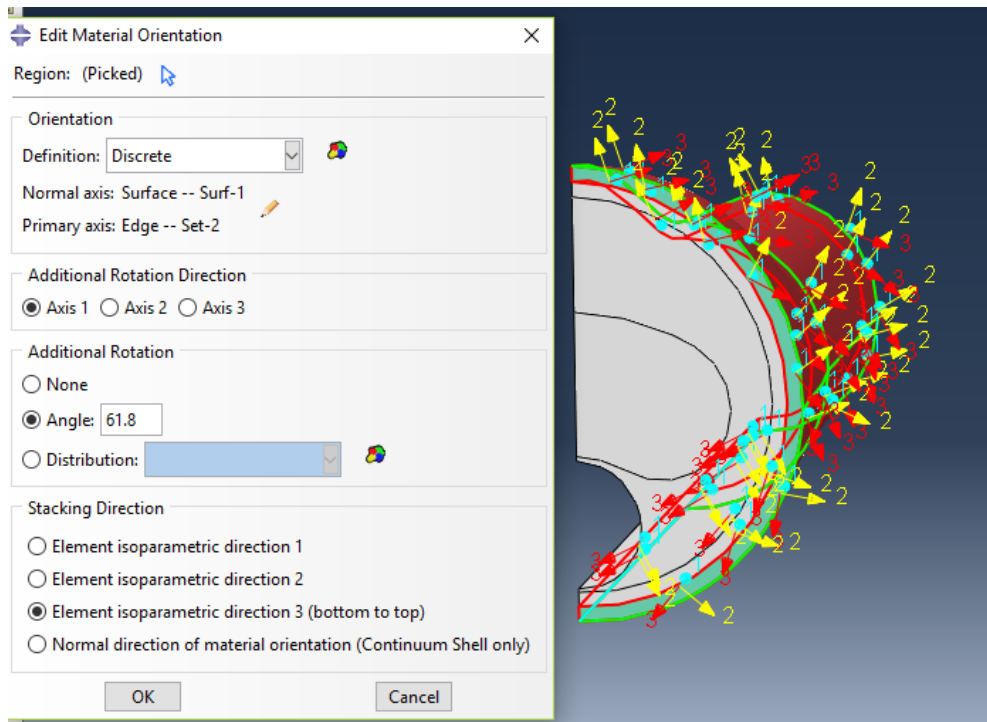 Edit Material Orientation
Region: (Picked)
Orientation
Definition: Discrete
Normal axis: Surface -- Surf-1
Primary axis: Edge -- Set-2
Additional Rotation Direction
Axis 1 Axis 2 Axis 3
Additional Rotation
None
Angle: 61.8
Distribution:
Stacking Direction
Element isoparametric direction 1
Element isoparametric direction 2
Element isoparametric direction 3 (bottom to top)
Normal direction of material orientation (Continuum Shell only)
OK Cancel